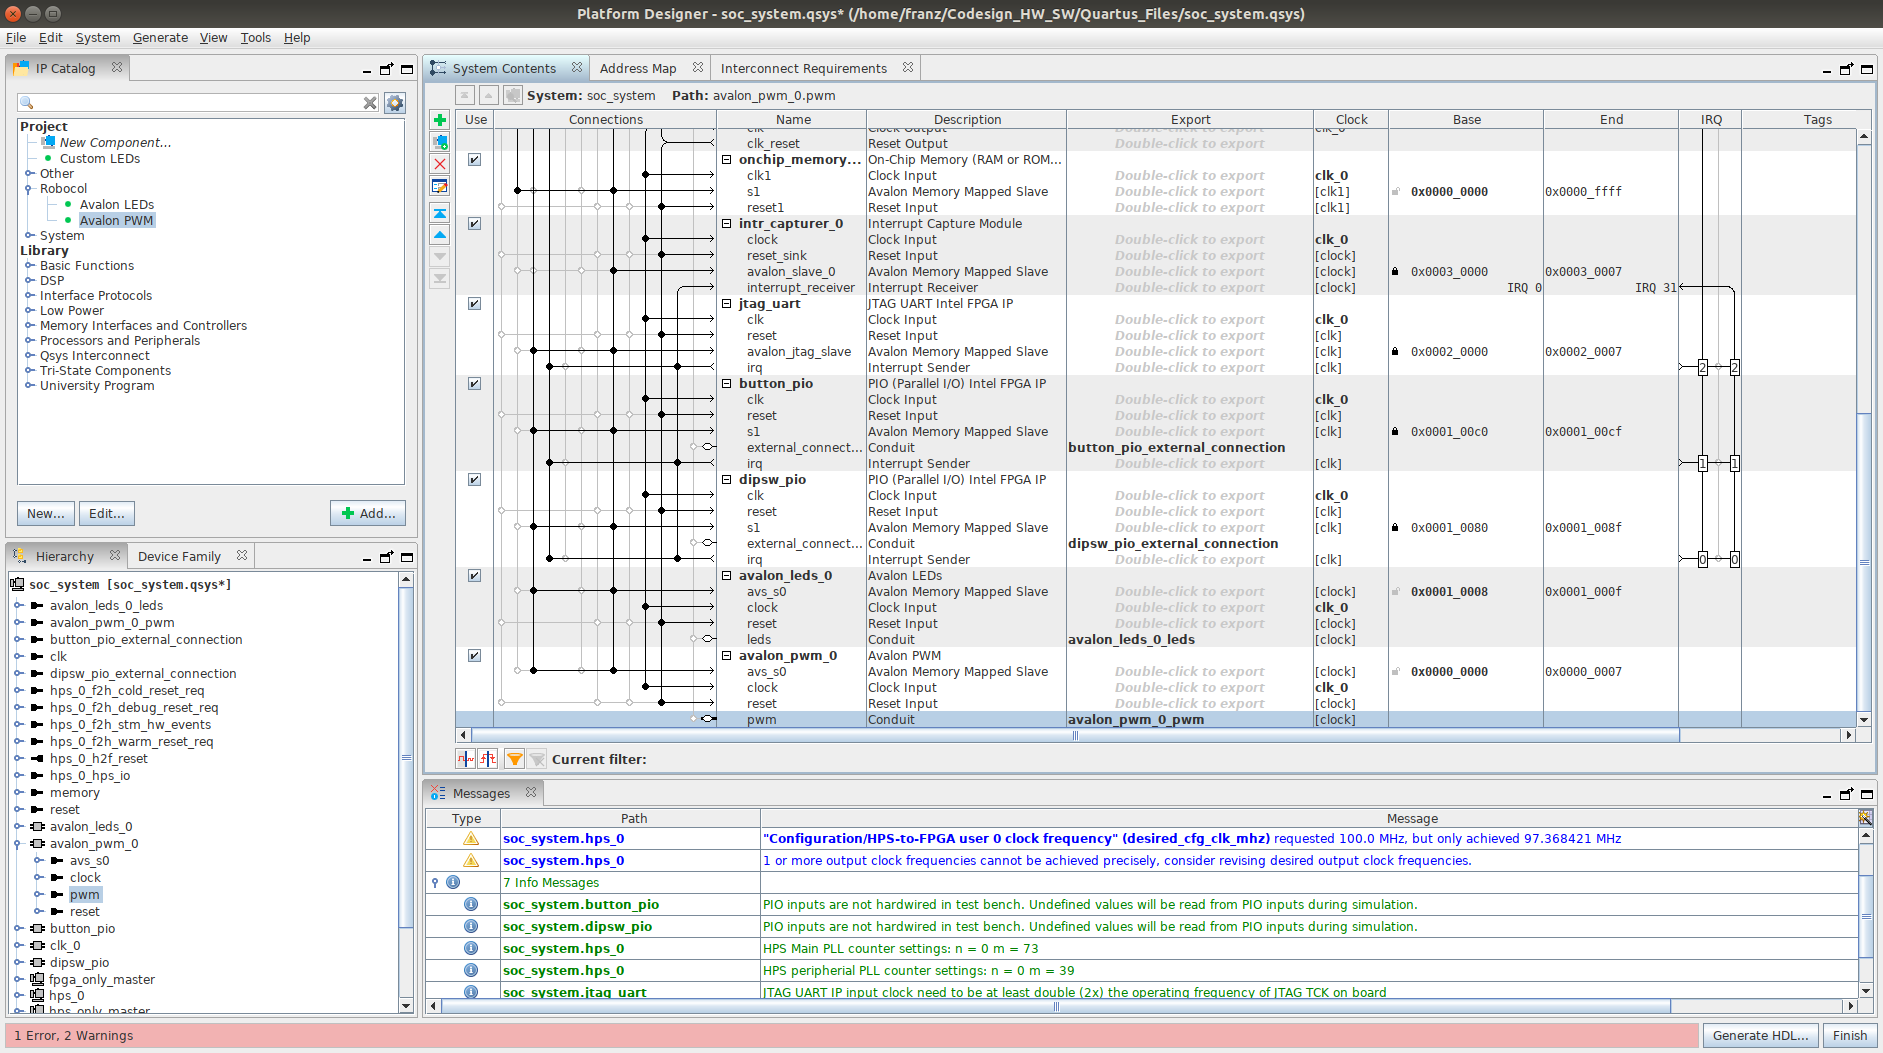 Platform Designer - soc_system.qsys* (/home/franz/Codesign_HW_SW/Quartus_Files/soc_system.qsys)
File Edit System Generate View Tools Help
IP Catalog
Project
New Component...
Custom LEDs
Other
Robocol
Avalon LEDs
Avalon PWM
System
Library
Basic Functions
DSP
Interface Protocols
Low Power
Memory Interfaces and Controllers
Processors and Peripherals
Qsys Interconnect
Tri-State Components
University Program
New... Edit... Add...
Hierarchy Device Family
soc_system [soc_system.qsys*]
avalon_leds_0_leds
avalon_pwm_0_pwm
button_pio_external_connection
clk
dipsw_pio_external_connection
hps_0_f2h_cold_reset_req
hps_0_f2h_debug_reset_req
hps_0_f2h_stm_hw_events
hps_0_f2h_warm_reset_req
hps_0_h2f_reset
hps_0_hps_io
memory
reset
avalon_leds_0
avalon_pwm_0
avs_s0
clock
pwm
reset
button_pio
clk_0
dipsw_pio
fpga_only_master
hps_0
hps_only_master
System Contents Address Map Interconnect Requirements
System: soc_system Path: avalon_pwm_0.pwm
Use Connections Name Description Export Clock Base End IRQ Tags
clk Clock Output Double-click to export clk_0
clk_reset Reset Output Double-click to export
onchip_memory... On-Chip Memory (RAM or ROM...
clk1 Clock Input Double-click to export clk_0
s1 Avalon Memory Mapped Slave Double-click to export [clk1] 0x0000_0000 0x0000_ffff
reset1 Reset Input Double-click to export [clk1]
intr_capturer_0 Interrupt Capture Module
clock Clock Input Double-click to export clk_0
reset_sink Reset Input Double-click to export [clock]
avalon_slave_0 Avalon Memory Mapped Slave Double-click to export [clock] 0x0003_0000 0x0003_0007
interrupt_receiver Interrupt Receiver Double-click to export [clock] IRQ 0 IRQ 31
jtag_uart JTAG UART Intel FPGA IP
clk Clock Input Double-click to export clk_0
reset Reset Input Double-click to export [clk]
avalon_jtag_slave Avalon Memory Mapped Slave Double-click to export [clk] 0x0002_0000 0x0002_0007
irq Interrupt Sender Double-click to export [clk] 2 2
button_pio PIO (Parallel I/O) Intel FPGA IP
clk Clock Input Double-click to export clk_0
reset Reset Input Double-click to export [clk]
s1 Avalon Memory Mapped Slave Double-click to export [clk] 0x0001_00c0 0x0001_00cf
external_connect... Conduit button_pio_external_connection
irq Interrupt Sender Double-click to export [clk] 1 1
dipsw_pio PIO (Parallel I/O) Intel FPGA IP
clk Clock Input Double-click to export clk_0
reset Reset Input Double-click to export [clk]
s1 Avalon Memory Mapped Slave Double-click to export [clk] 0x0001_0080 0x0001_008f
external_connect... Conduit dipsw_pio_external_connection
irq Interrupt Sender Double-click to export [clk] 0 0
avalon_leds_0 Avalon LEDs
avs_s0 Avalon Memory Mapped Slave Double-click to export [clock] 0x0001_0008 0x0001_000f
clock Clock Input Double-click to export clk_0
reset Reset Input Double-click to export [clock]
leds Conduit avalon_leds_0_leds [clock]
avalon_pwm_0 Avalon PWM
avs_s0 Avalon Memory Mapped Slave Double-click to export [clock] 0x0000_0000 0x0000_0007
clock Clock Input Double-click to export clk_0
reset Reset Input Double-click to export [clock]
pwm Conduit avalon_pwm_0_pwm [clock]
Current filter:
Messages
Type Path Message
soc_system.hps_0 "Configuration/HPS-to-FPGA user 0 clock frequency" (desired_cfg_clk_mhz) requested 100.0 MHz, but only achieved 97.368421 MHz
soc_system.hps_0 1 or more output clock frequencies cannot be achieved precisely, consider revising desired output clock frequencies.
7 Info Messages
soc_system.button_pio PIO inputs are not hardwired in test bench. Undefined values will be read from PIO inputs during simulation.
soc_system.dipsw_pio PIO inputs are not hardwired in test bench. Undefined values will be read from PIO inputs during simulation.
soc_system.hps_0 HPS Main PLL counter settings: n = 0 m = 73
soc_system.hps_0 HPS peripherial PLL counter settings: n = 0 m = 39
soc_system.jtag_uart JTAG UART IP input clock need to be at least double (2x) the operating frequency of JTAG TCK on board
1 Error, 2 Warnings
Generate HDL... Finish